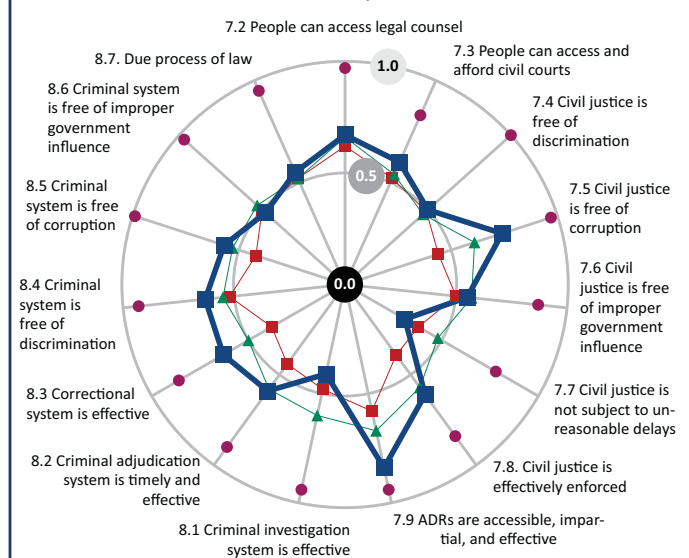 7.2 People can access legal counsel
7.3 People can access and
afford civil courts
7.4 Civil justice is
free of
discrimination
7.5 Civil justice
is free of
corruption
7.6 Civil
justice is free
of improper
government
influence
7.7 Civil justice is
not subject to un-
reasonable delays
7.8. Civil justice is
effectively enforced
7.9 ADRs are accessible, impar-
tial, and effective
8.1 Criminal investigation
system is effective
8.2 Criminal adjudication
system is timely and
effective
8.3 Correctional
system is effective
8.4 Criminal
system is
free of
discrimination
8.5 Criminal
system is free
of corruption
8.6 Criminal system
is free of improper
government
influence
8.7. Due process of law
1.0
0.5
0.0